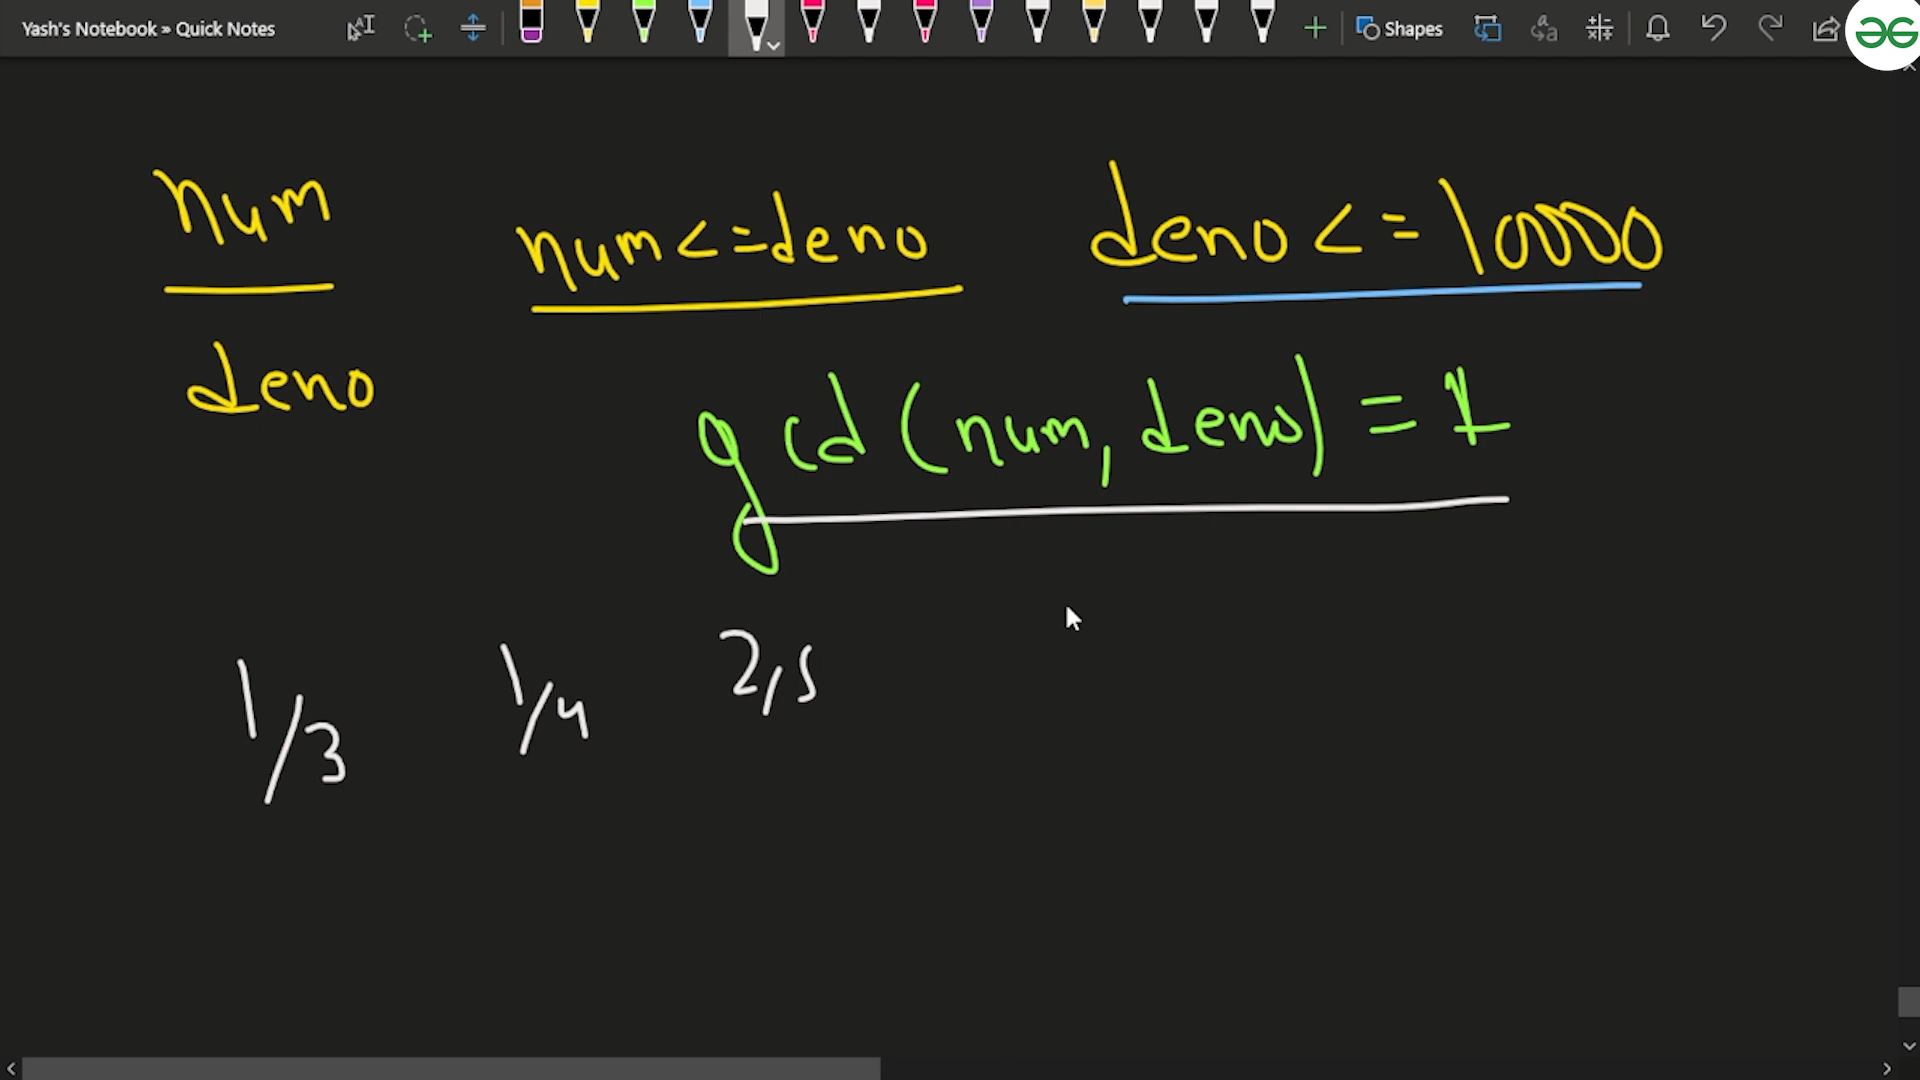 Yash's Notebook » Quick Notes
Shapes
num
deno
num<=deno
deno<=10000
gcd(num,deno)=1
1/3
1/4
2,5